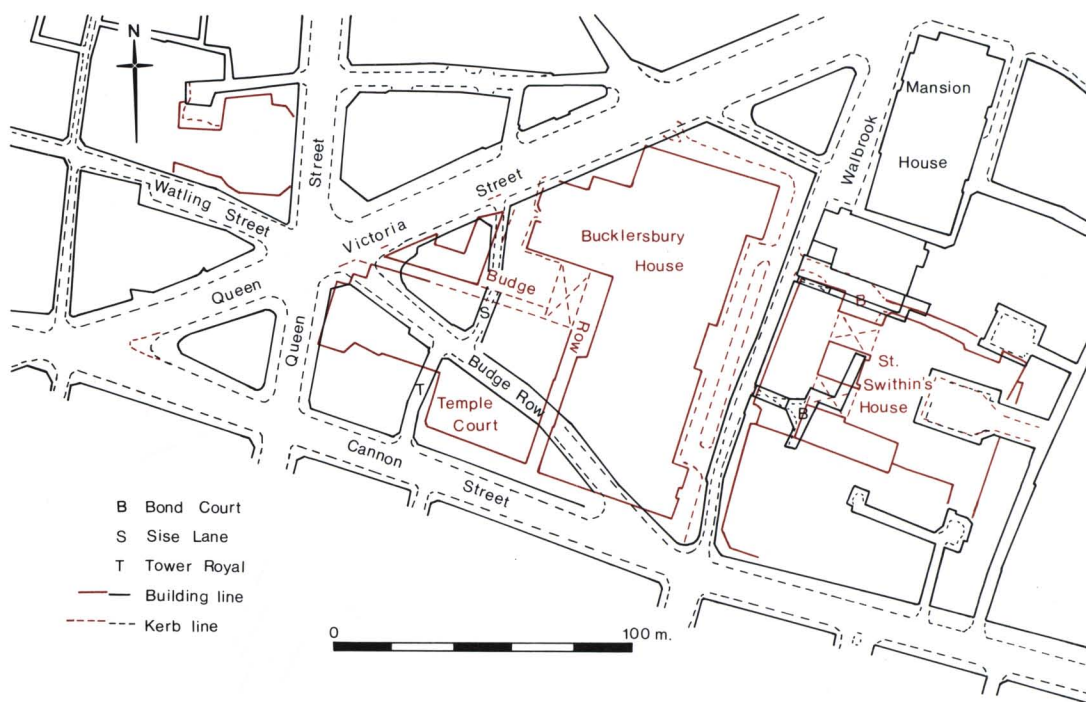 N
Mansion
House
Walbrook
Street
Watling Street
Victoria
Street
Bucklersbury
House
Queen
Budge
S
Row
B
Queen
St.
Swithin's
House
Budge Row
T
Temple
Court
B
Cannon
Street
B Bond Court
S Sise Lane
T Tower Royal
Building line
Kerb line
0 100 m.